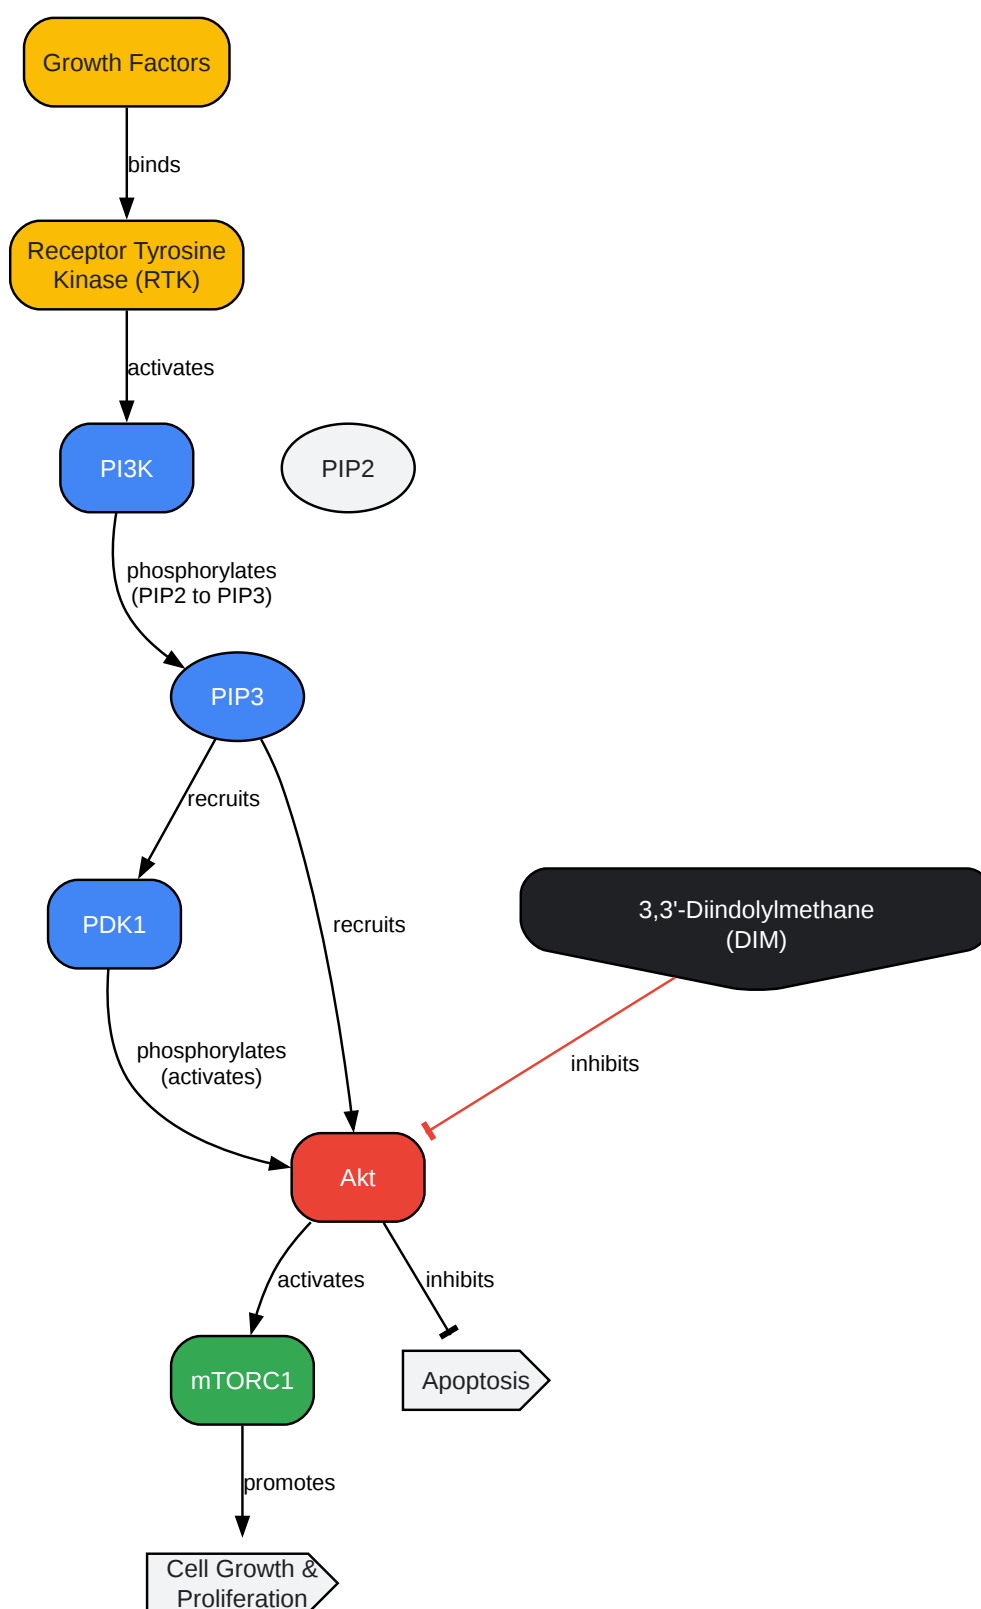 Growth Factors
binds
Receptor Tyrosine
Kinase (RTK)
activates
PI3K
PIP2
phosphorylates
(PIP2 to PIP3)
PIP3
recruits
PDK1
recruits
3,3'-Diindolylmethane
(DIM)
phosphorylates
(activates)
inhibits
Akt
activates
inhibits
mTORC1
Apoptosis
promotes
Cell Growth &
Proliferation